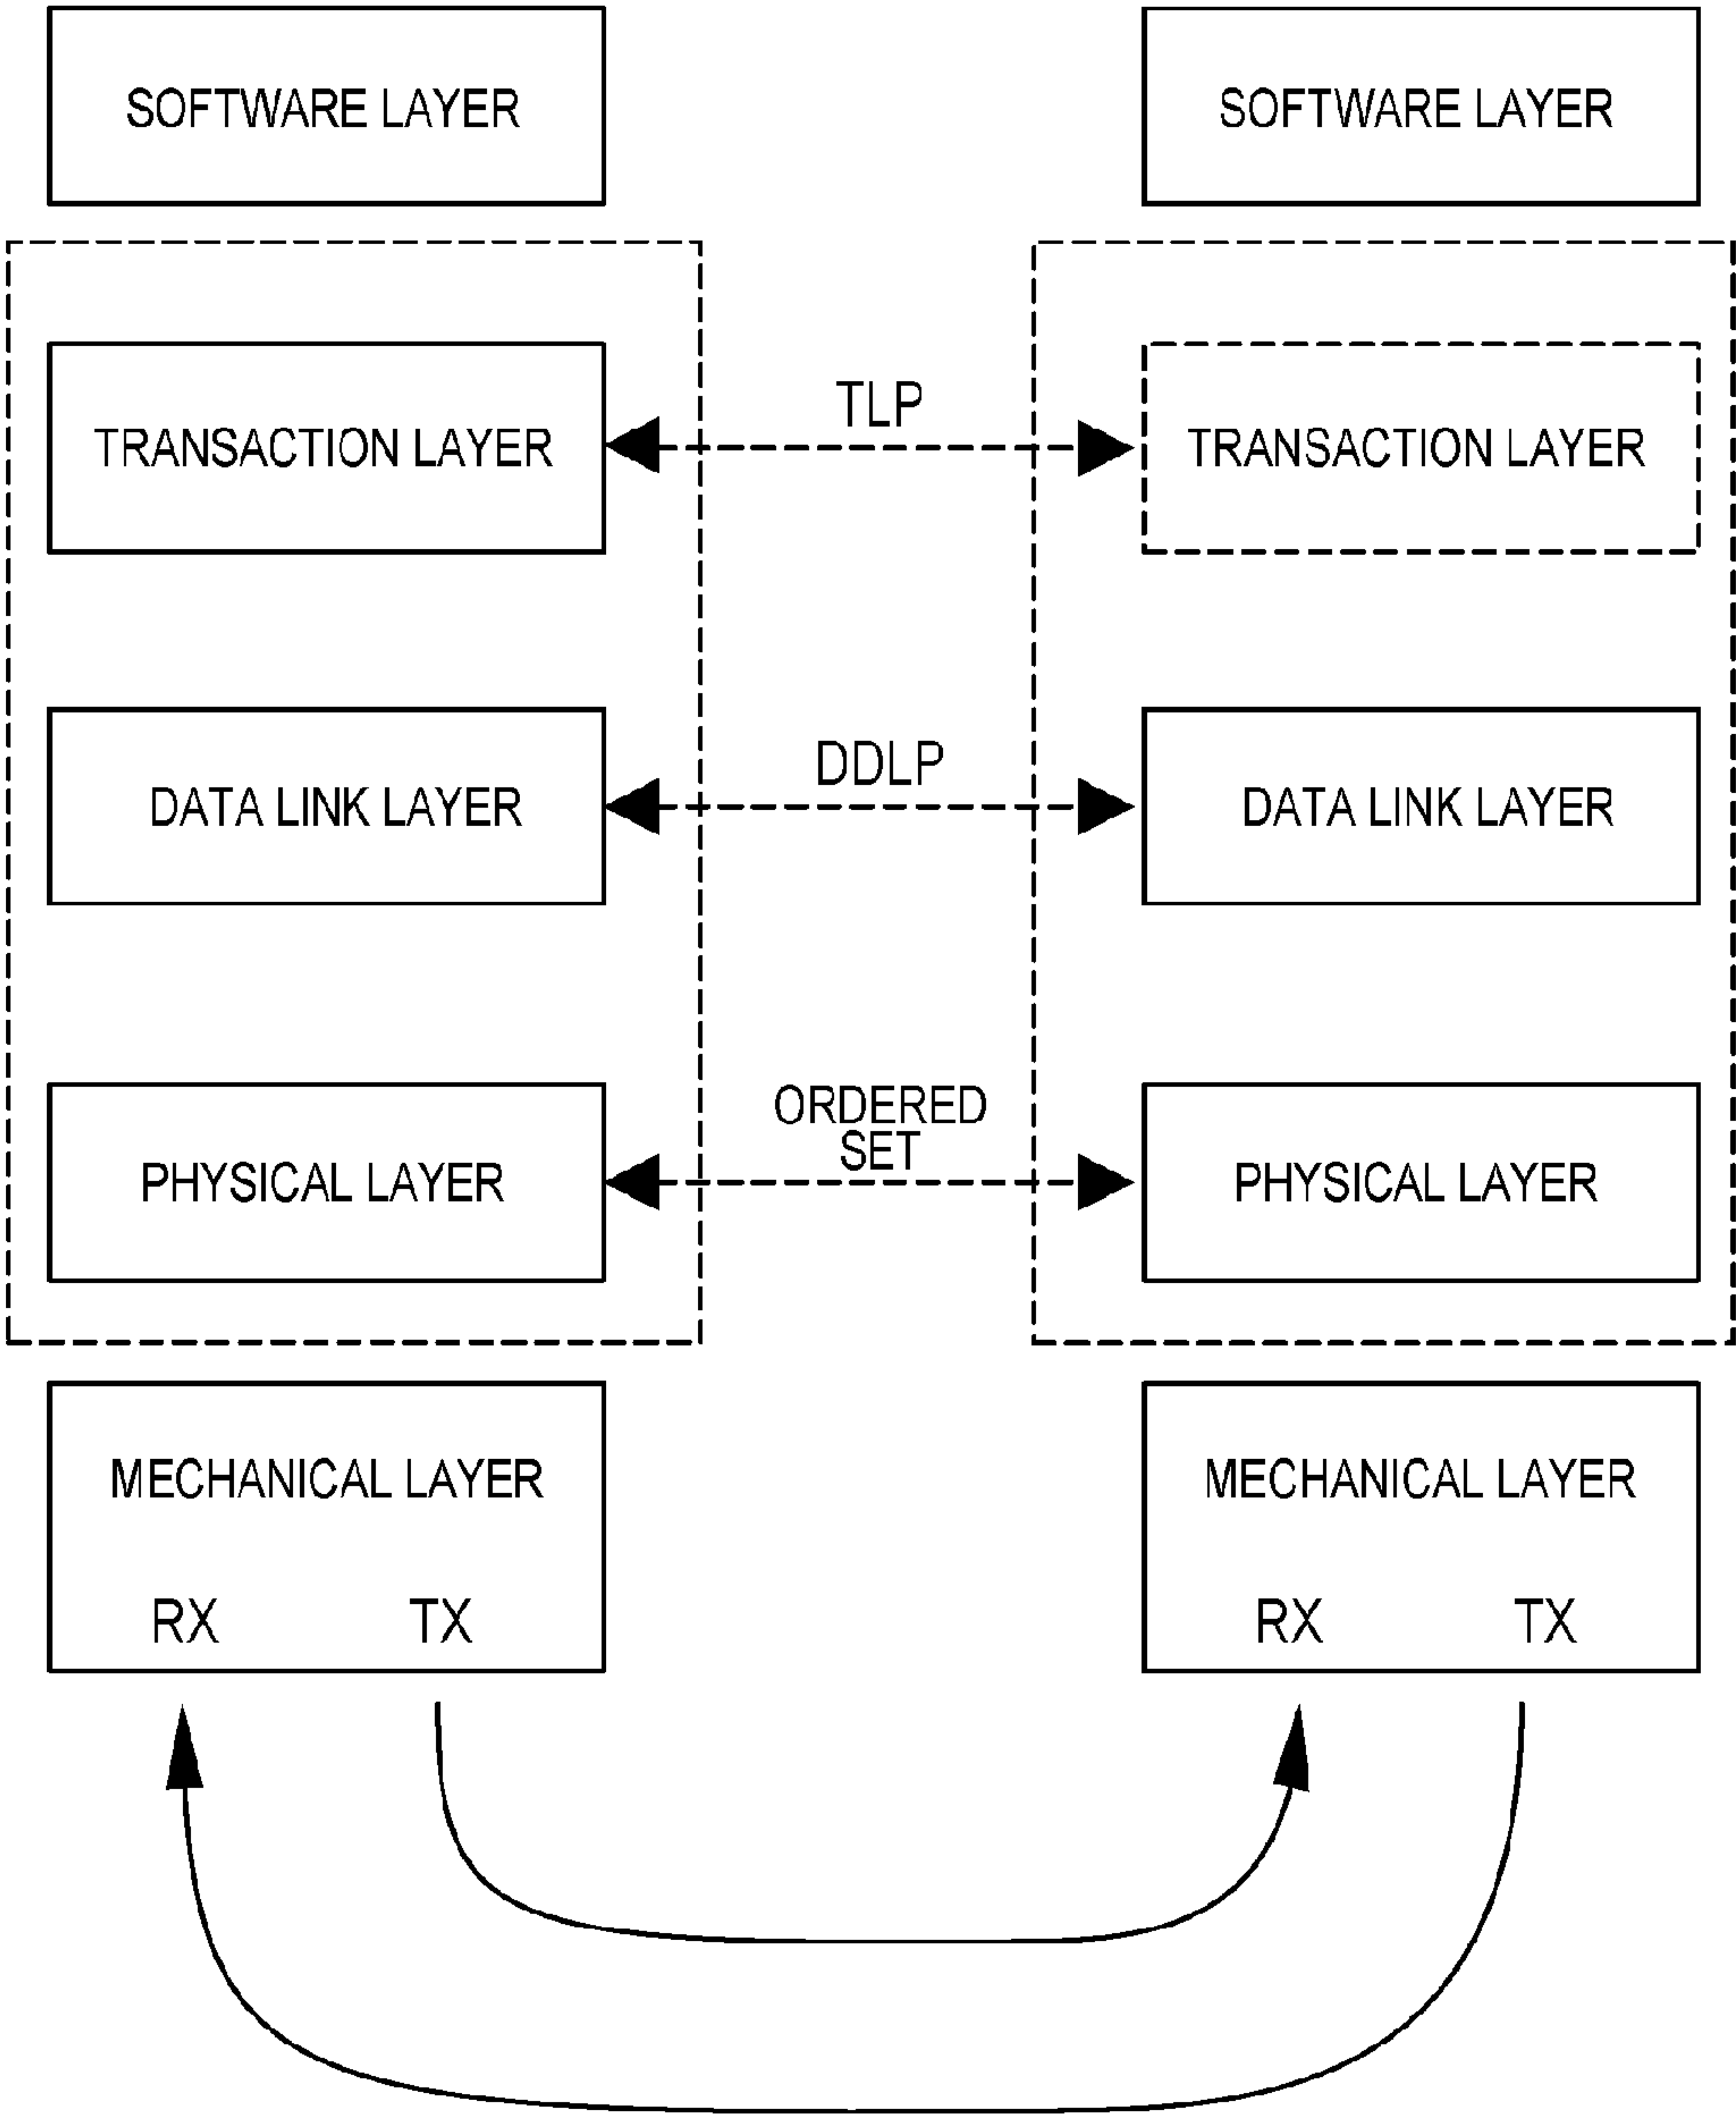 SOFTWARE LAYER
SOFTWARE LAYER
TRANSACTION LAYER
TLP
TRANSACTION LAYER
DATA LINK LAYER
DDLP
DATA LINK LAYER
PHYSICAL LAYER
ORDERED
SET
PHYSICAL LAYER
MECHANICAL LAYER
RX TX
MECHANICAL LAYER
RX TX